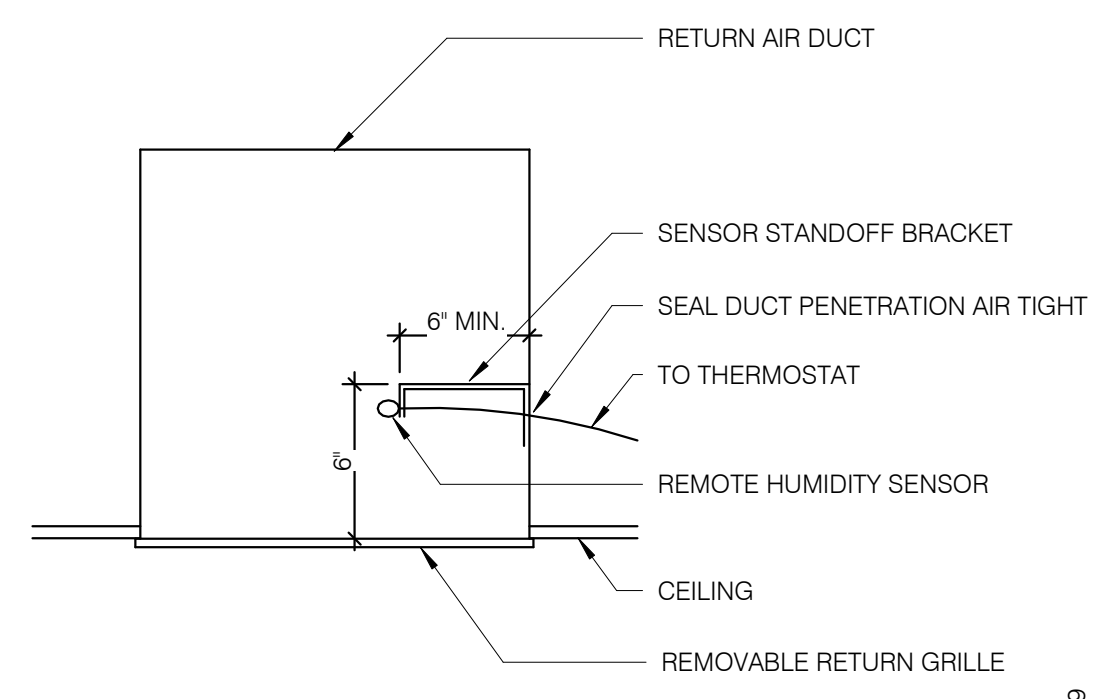 RETURN AIR DUCT
SENSOR STANDOFF BRACKET
SEAL DUCT PENETRATION AIR TIGHT
6" MIN.
TO THERMOSTAT
6"
REMOTE HUMIDITY SENSOR
CEILING
REMOVABLE RETURN GRILLE